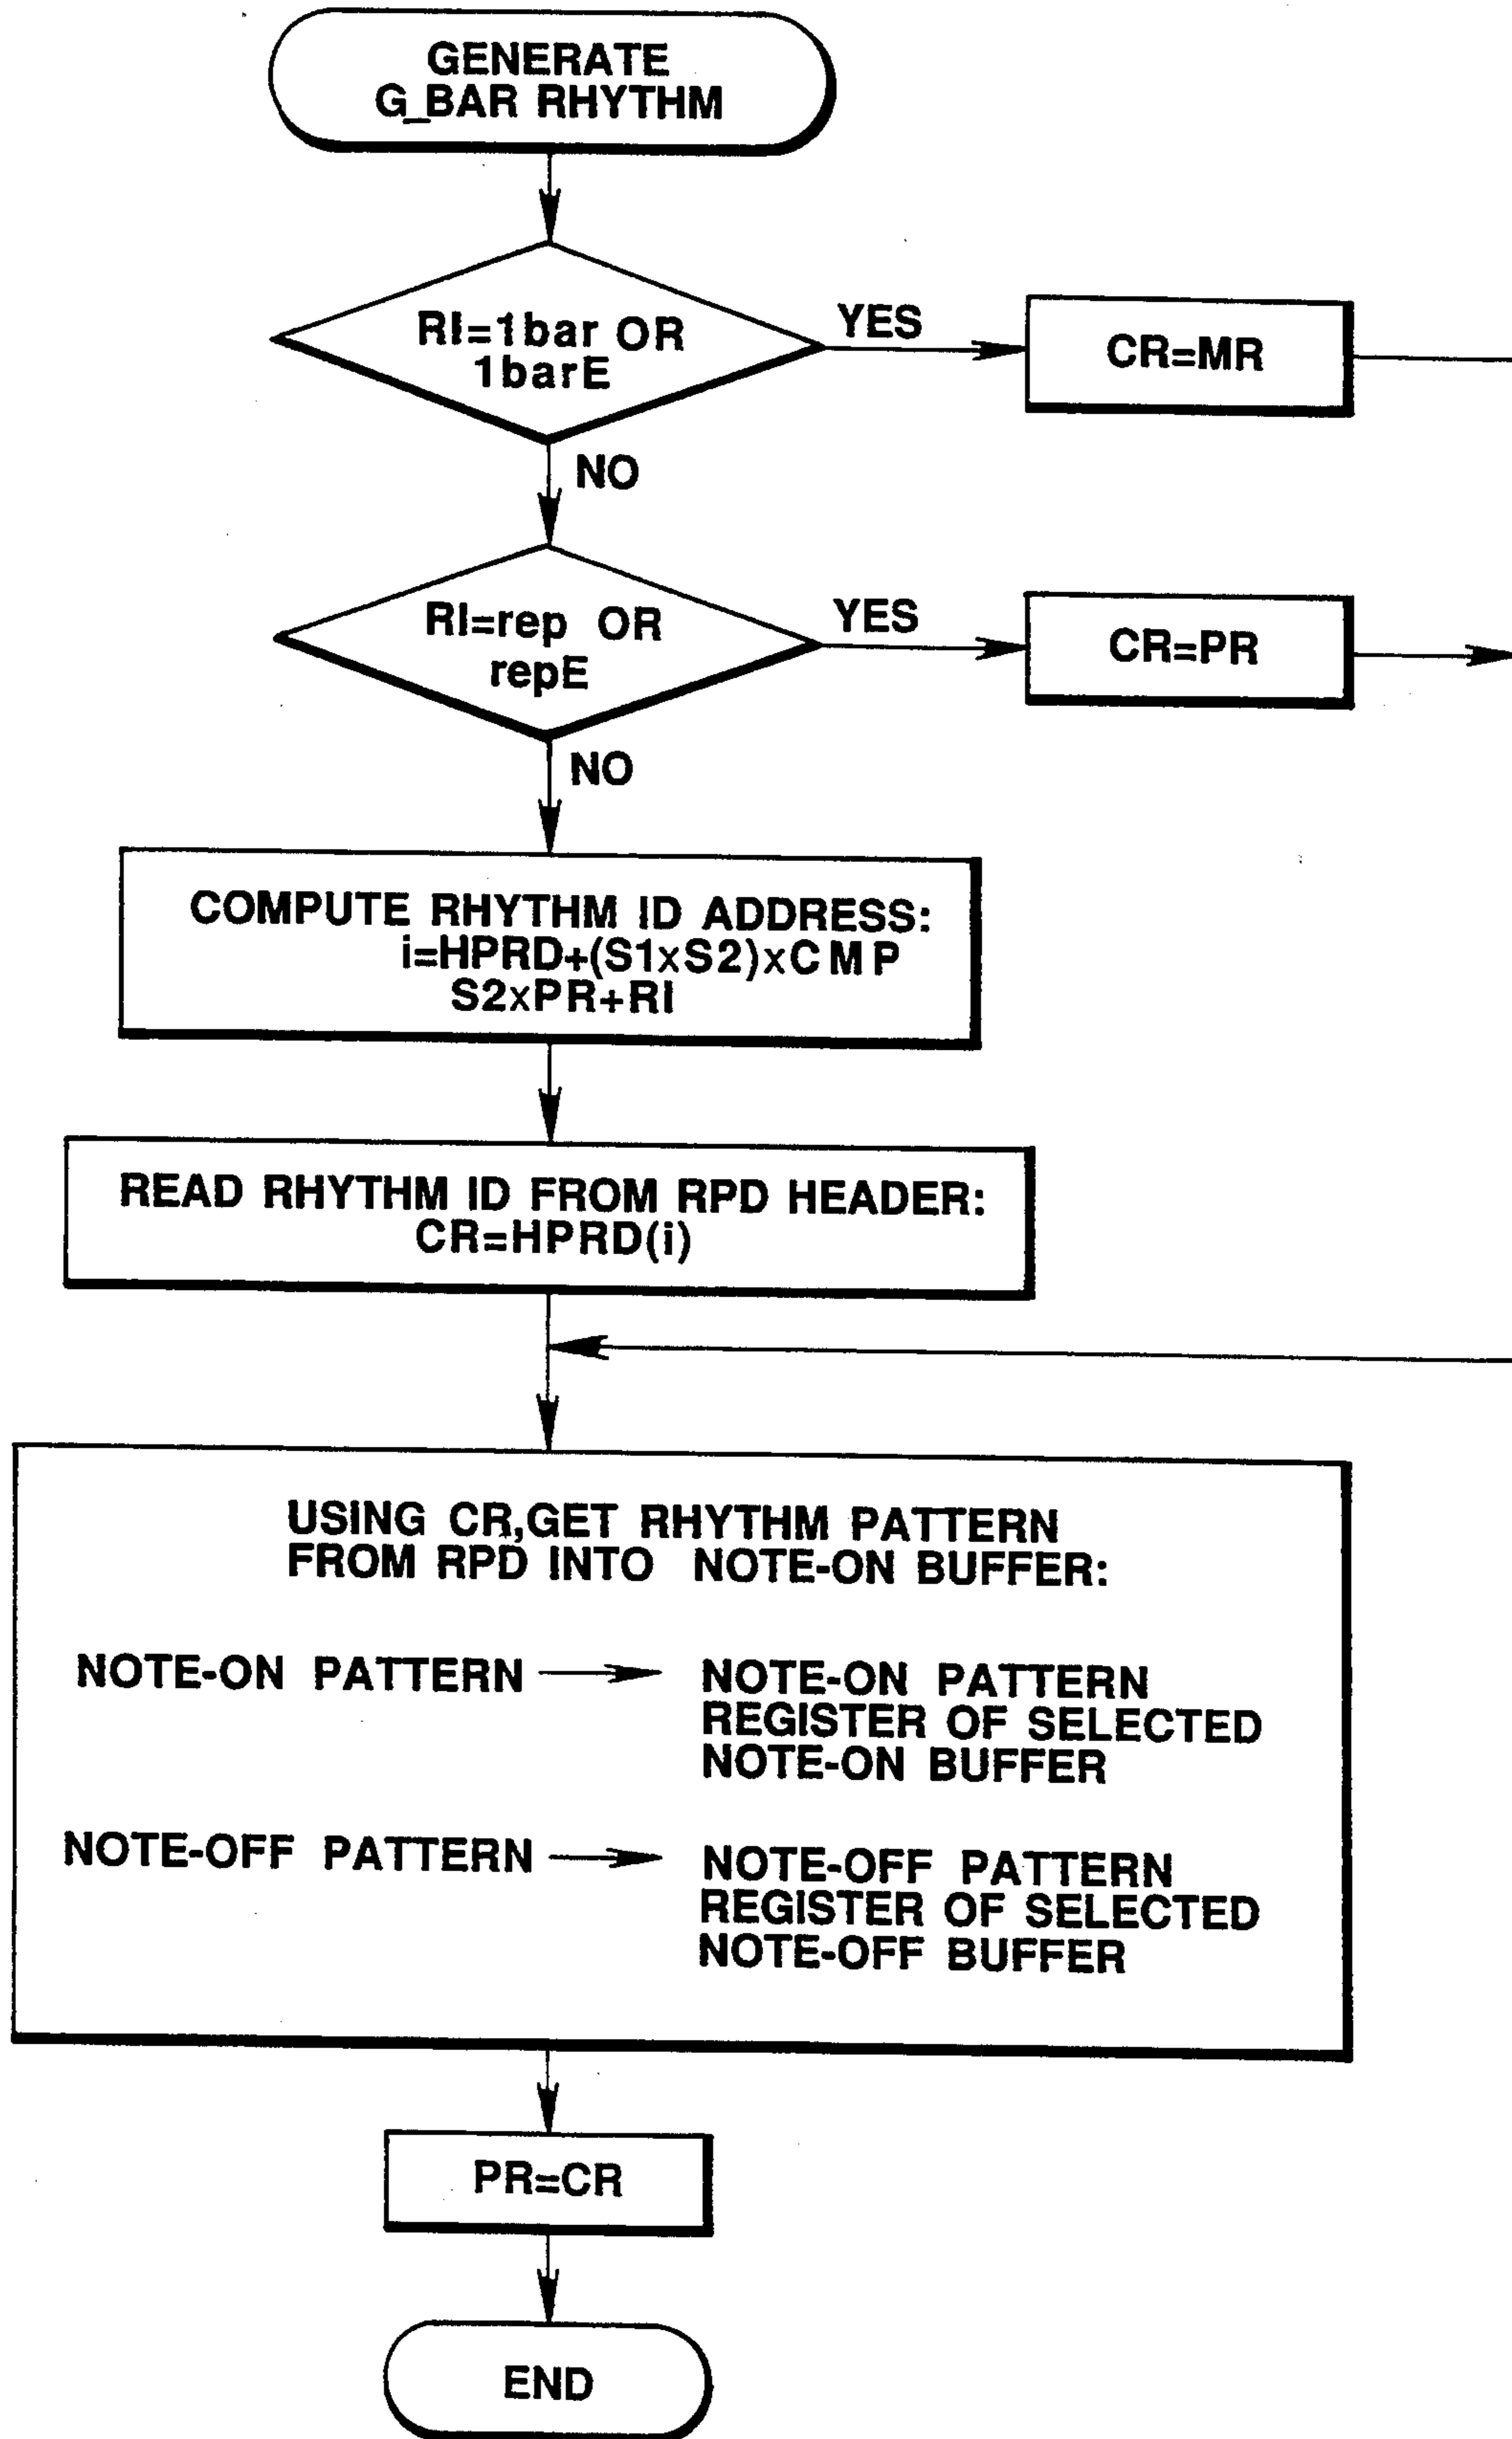 GENERATE
G_BAR RHYTHM
RI=1bar OR
1barE
YES
CR=MR
NO
RI=rep OR
repE
YES
CR=PR
NO
COMPUTE RHYTHM ID ADDRESS:
i=HPRD+(S1xS2)xCMP
S2xPR+RI
READ RHYTHM ID FROM RPD HEADER:
CR=HPRD(i)
USING CR,GET RHYTHM PATTERN
FROM RPD INTO NOTE-ON BUFFER:
NOTE-ON PATTERN
NOTE-ON PATTERN
REGISTER OF SELECTED
NOTE-ON BUFFER
NOTE-OFF PATTERN
NOTE-OFF PATTERN
REGISTER OF SELECTED
NOTE-OFF BUFFER
PR=CR
END